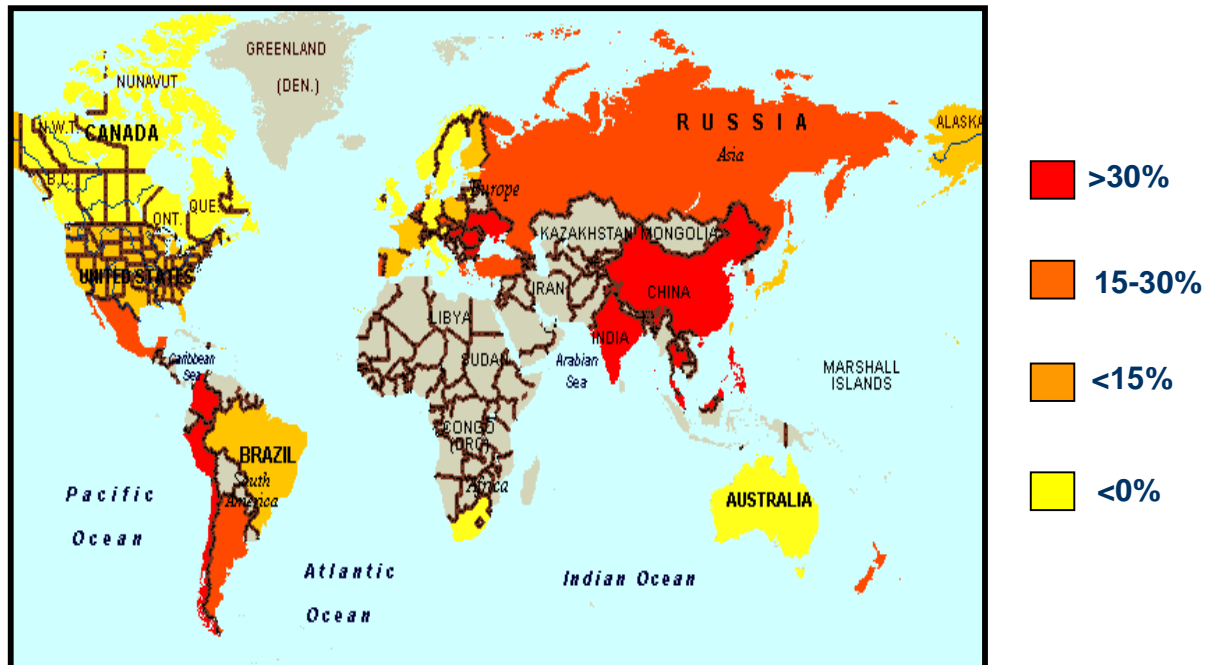 GREENLAND
(DEN.)
NUNAVUT
N.W.T.
CANADA
B.C.
ONT.
QUE.
UNITED STATES
Caribbean
Sea
BRAZIL
South
America
Pacific
Ocean
Atlantic
Ocean
RUSSIA
Asia
ALASKA
Europe
KAZAKHSTAN
MONGOLIA
IRAN
CHINA
LIBYA
INDIA
SUDAN
Arabian
Sea
MARSHALL
ISLANDS
CONGO
(DRC)
Africa
AUSTRALIA
Indian Ocean
>30%
15-30%
<15%
<0%